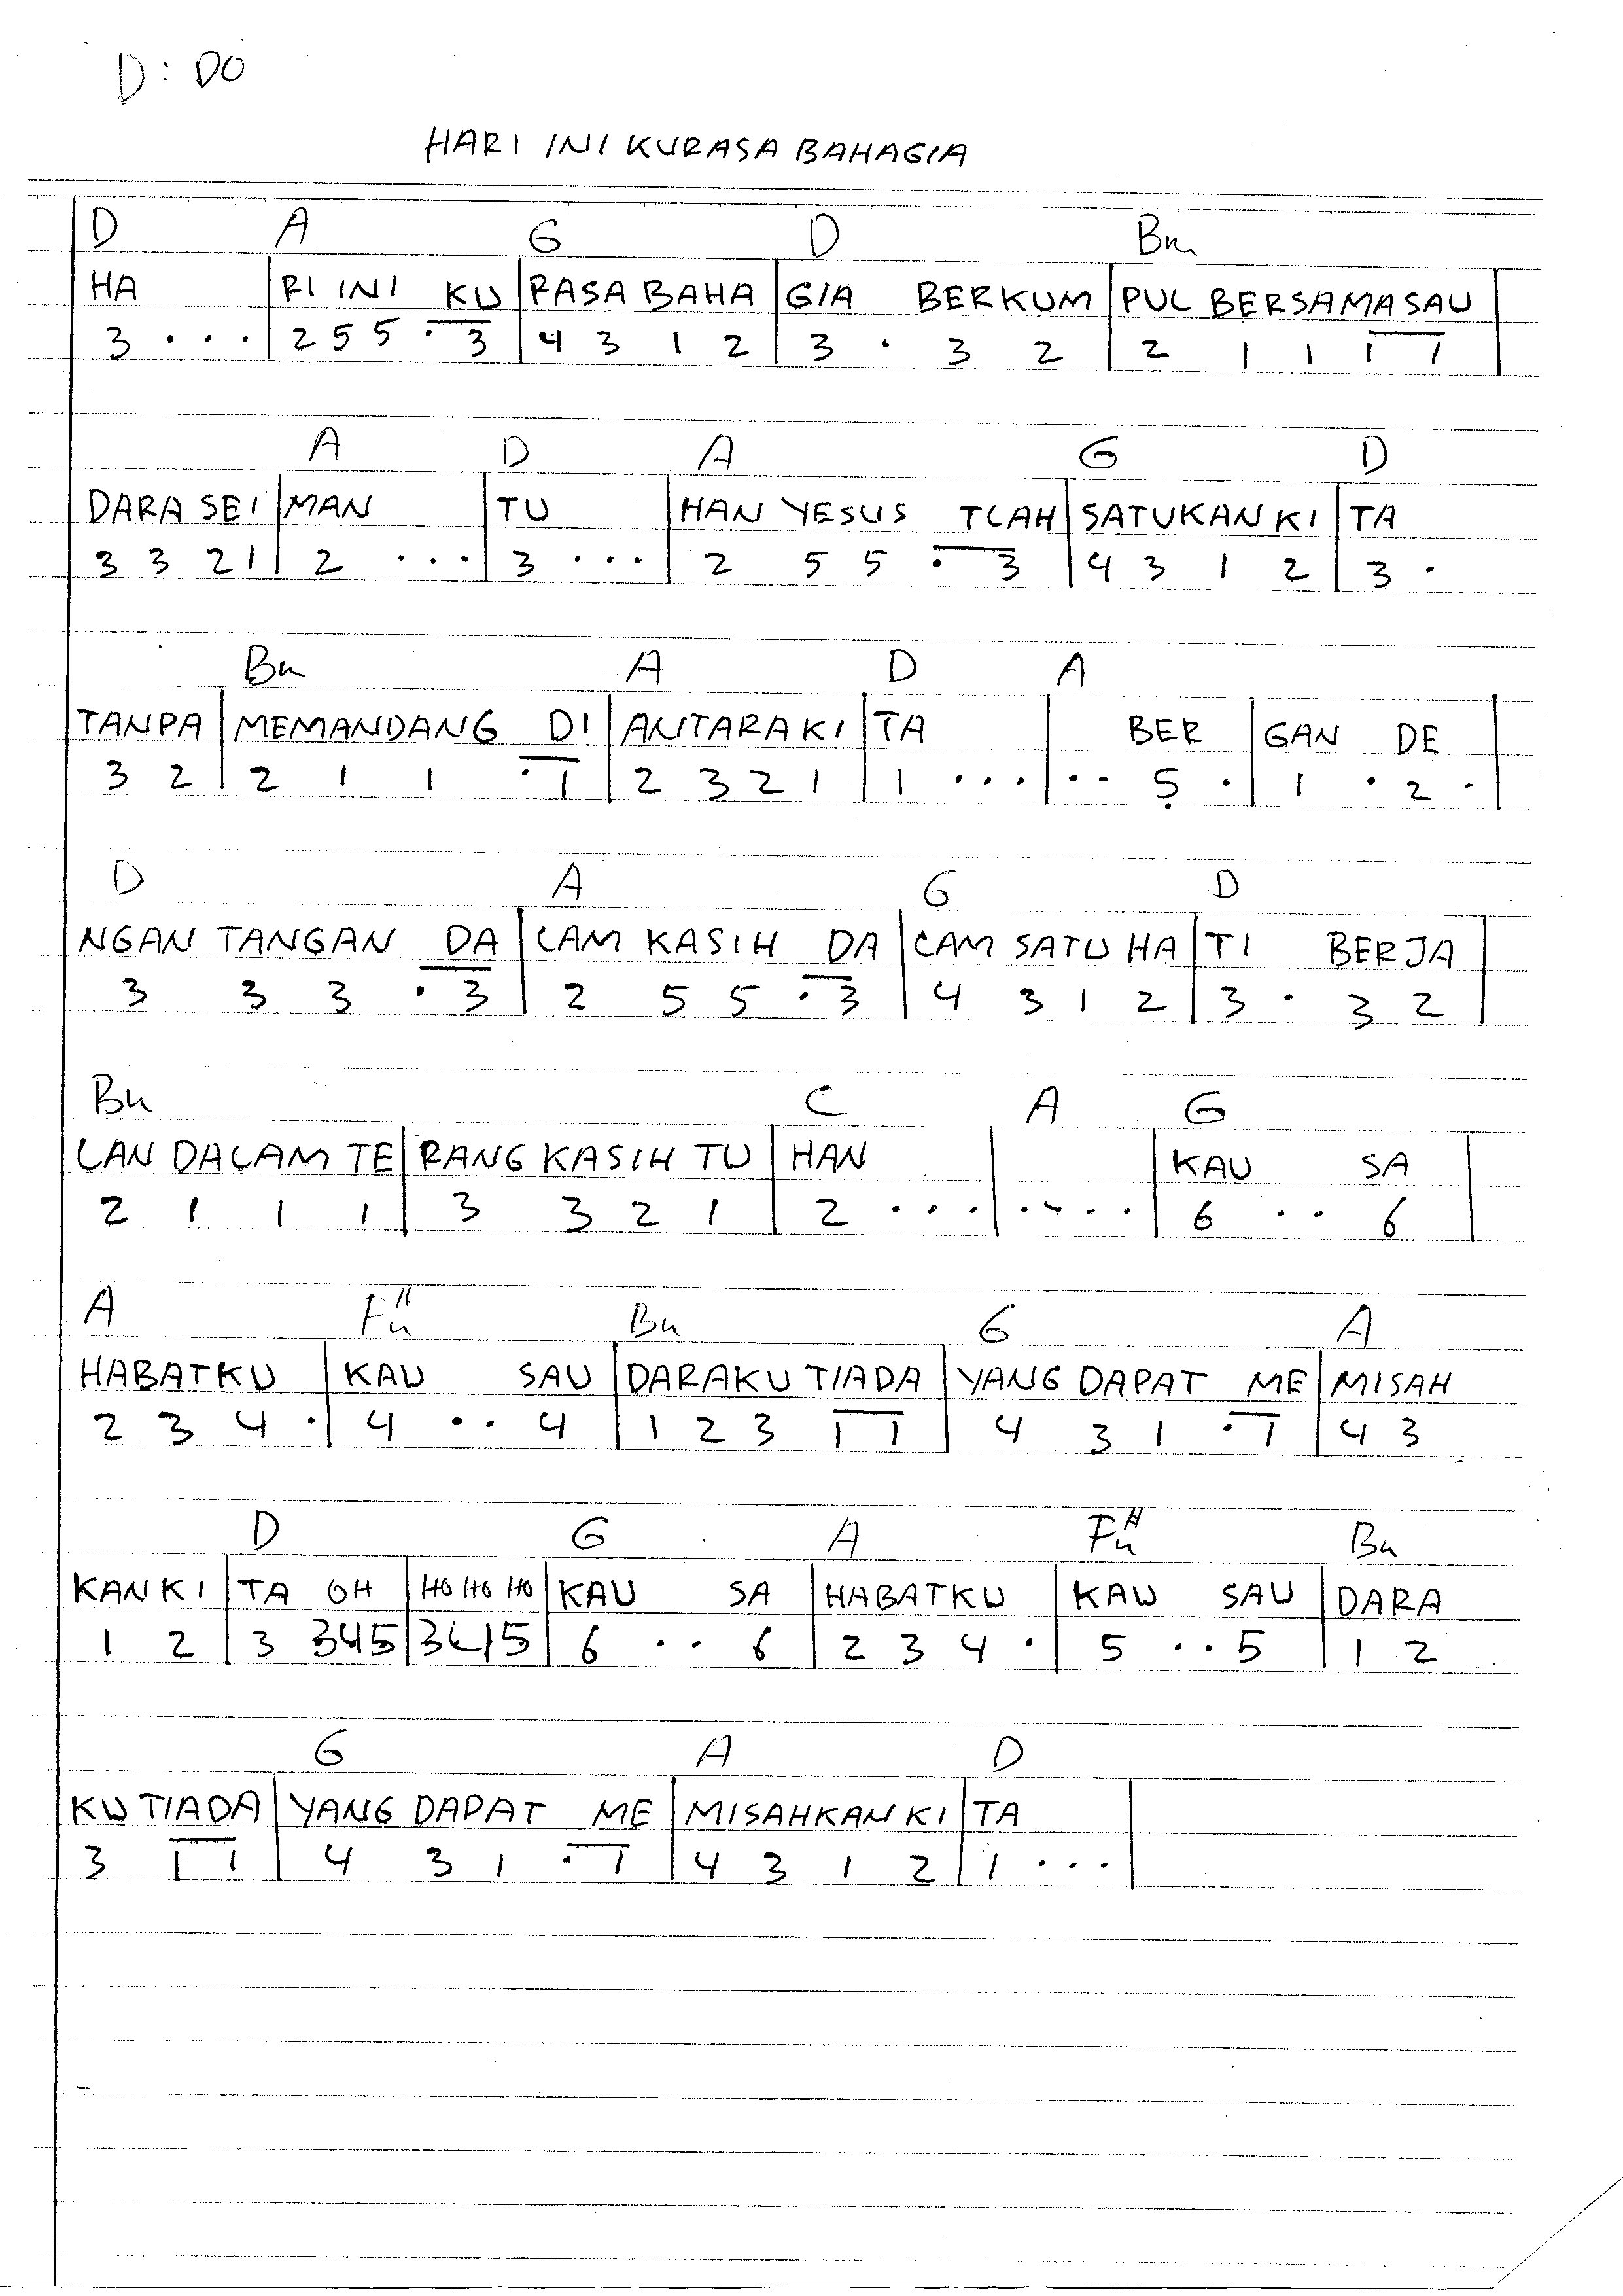 D : DO
HARI INI KURASA BAHAGIA
D A G D Bm
HA | RI INI KU | RASA BAHA | GIA BERKUM | PUL BERSAMA SAU |
3 . . . | 2 5 5 . 3 | 4 3 1 2 | 3 . 3 2 | 2 1 1 1 1 |
A D A G D
DARA SEI | MAN | TU | HAN YESUS TLAH | SATUKAN KI | TA
3 3 2 1 | 2 . . . | 3 . . . | 2 5 5 . 3 | 4 3 1 2 | 3 .
Bm A D A
TANPA | MEMANDANG DI | ANTARA KI | TA | BER | GAN DE |
3 2 | 2 1 1 . 1 | 2 3 2 1 | 1 . . . | . . 5̣ . | 1 . 2 . |
D A G D
NGAN TANGAN DA | LAM KASIH DA | LAM SATU HA | TI BERJA |
3 3 3 . 3 | 2 5 5 . 3 | 4 3 1 2 | 3 . 3 2 |
Bm C A G
LAN DALAM TE | RANG KASIH TU | HAN | | KAU SA |
2 1 1 1 | 3 3 2 1 | 2 . . . | . . . . | 6 . . 6 |
A F#m Bm G A
HABATKU | KAU SAU | DARAKU TIADA | YANG DAPAT ME | MISAH
2 3 4 . | 4 . . 4 | 1 2 3 1 1 | 4 3 1 . 1 | 4 3
D G A F#m Bm
KAN KI | TA OH | HO HO HO | KAU SA | HABATKU | KAU SAU | DARA
1 2 | 3 345 | 345 | 6 . . 6 | 2 3 4 . | 5 . . 5 | 1 2
G A D
KU TIADA | YANG DAPAT ME | MISAHKAN KI | TA |
3 1 1 | 4 3 1 . 1 | 4 3 1 2 | 1 . . . |